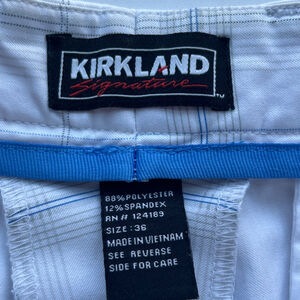 KIRKLAND
Signature
TM
88% POLYESTER
12% SPANDEX
RN # 124189
SIZE: 36
MADE IN VIETNAM
SEE REVERSE
SIDE FOR CARE